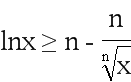 lnx ≥ n - n/ⁿ√x